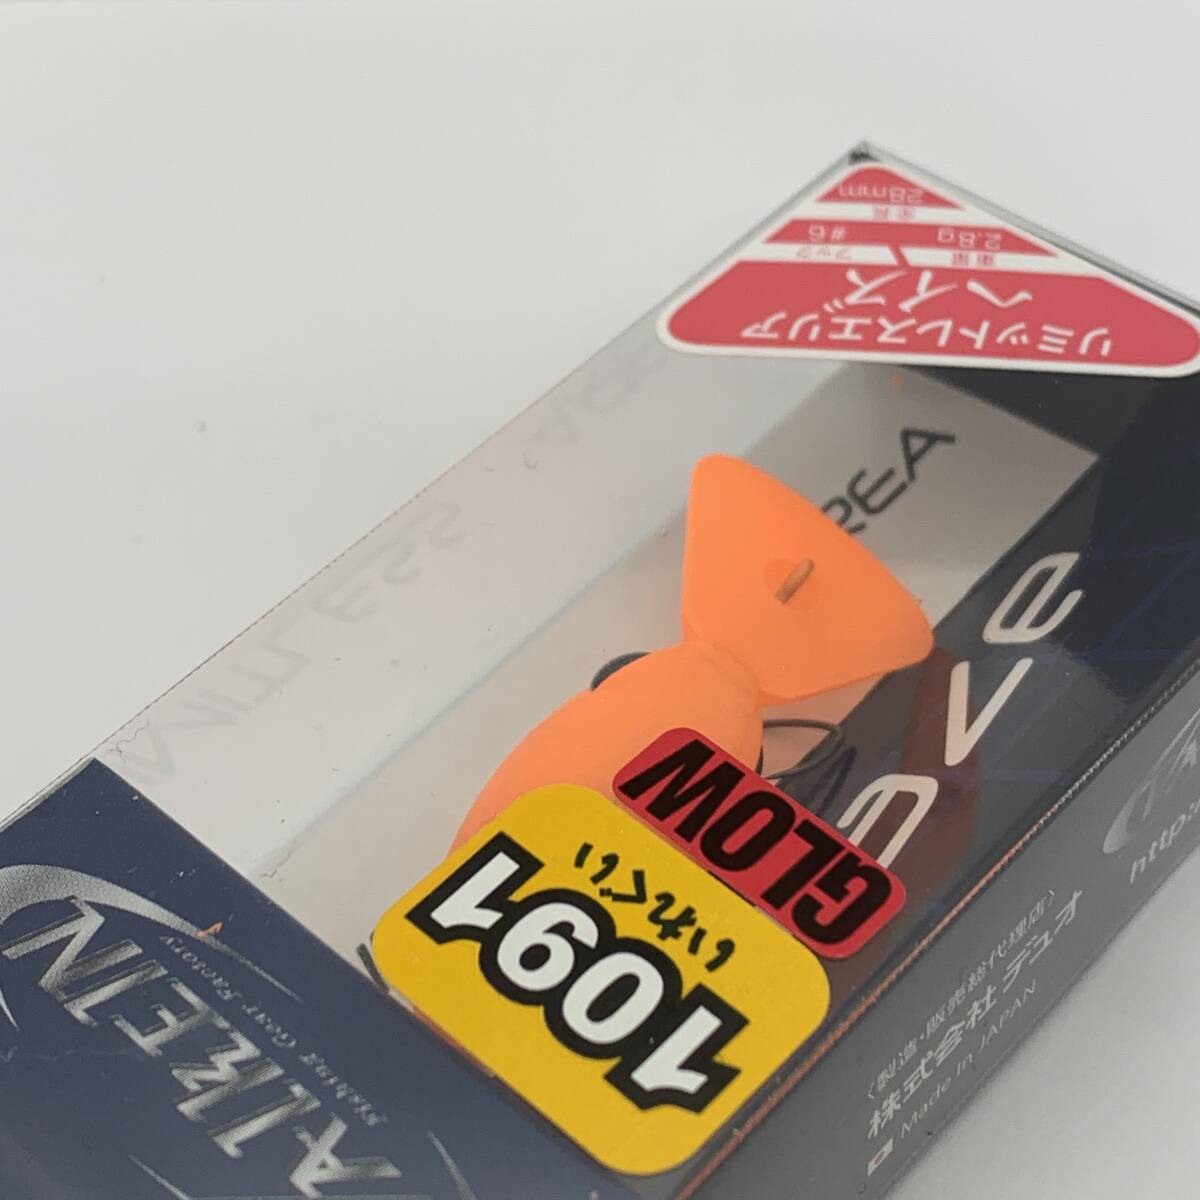 リミットレスエリア
ヘイズ
重量
2.8g
フック
#6
全長
28mm
GLOW
1091
いれぐい
Fishing Gear Factory
〈製造・販売総代理店〉
株式会社 デュオ
Made in JAPAN
http: